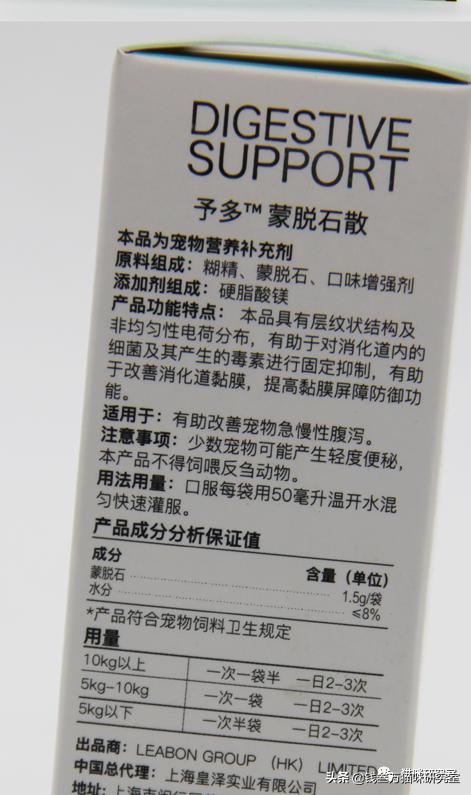 DIGESTIVE
SUPPORT
予多™ 蒙脱石散
本品为宠物营养补充剂
原料组成：糊精、蒙脱石、口味增强剂
添加剂组成：硬脂酸镁
产品功能特点： 本品具有层纹状结构及
非均匀性电荷分布，有助于对消化道内的
细菌及其产生的毒素进行固定抑制，有助
于改善消化道黏膜，提高黏膜屏障防御功
能。
适用于：有助改善宠物急慢性腹泻。
注意事项：少数宠物可能产生轻度便秘，
本产品不得饲喂反刍动物。
用法用量：口服每袋用50毫升温开水混
匀快速灌服。
产品成分分析保证值
成分 含量（单位）
蒙脱石 1.5g/袋
水分 ≤8%
*产品符合宠物饲料卫生规定
用量
10kg以上 一次一袋半 一日2-3次
5kg-10kg 一次一袋 一日2-3次
5kg以下 一次半袋 一日2-3次
出品商：LEABON GROUP （HK） LIMITED
中国总代理：上海皇泽实业有限公司
地址：上海市闵行区
头条 @钱金方猫咪研究室